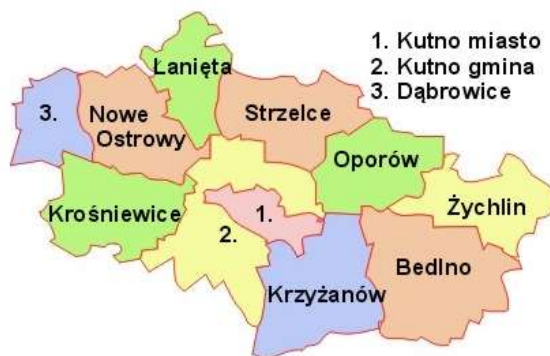 1. Kutno miasto
2. Kutno gmina
3. Dąbrowice
Łanięta
3.
Nowe
Ostrowy
Strzelce
Oporów
Krośniewice
1.
Żychlin
2.
Bedlno
Krzyżanów